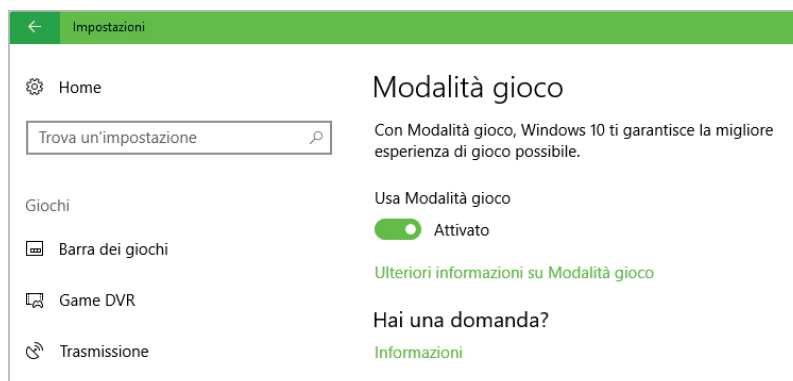 Impostazioni
Home
Trova un'impostazione
Giochi
Barra dei giochi
Game DVR
Trasmissione
Modalità gioco
Con Modalità gioco, Windows 10 ti garantisce la migliore
esperienza di gioco possibile.
Usa Modalità gioco
Attivato
Ulteriori informazioni su Modalità gioco
Hai una domanda?
Informazioni